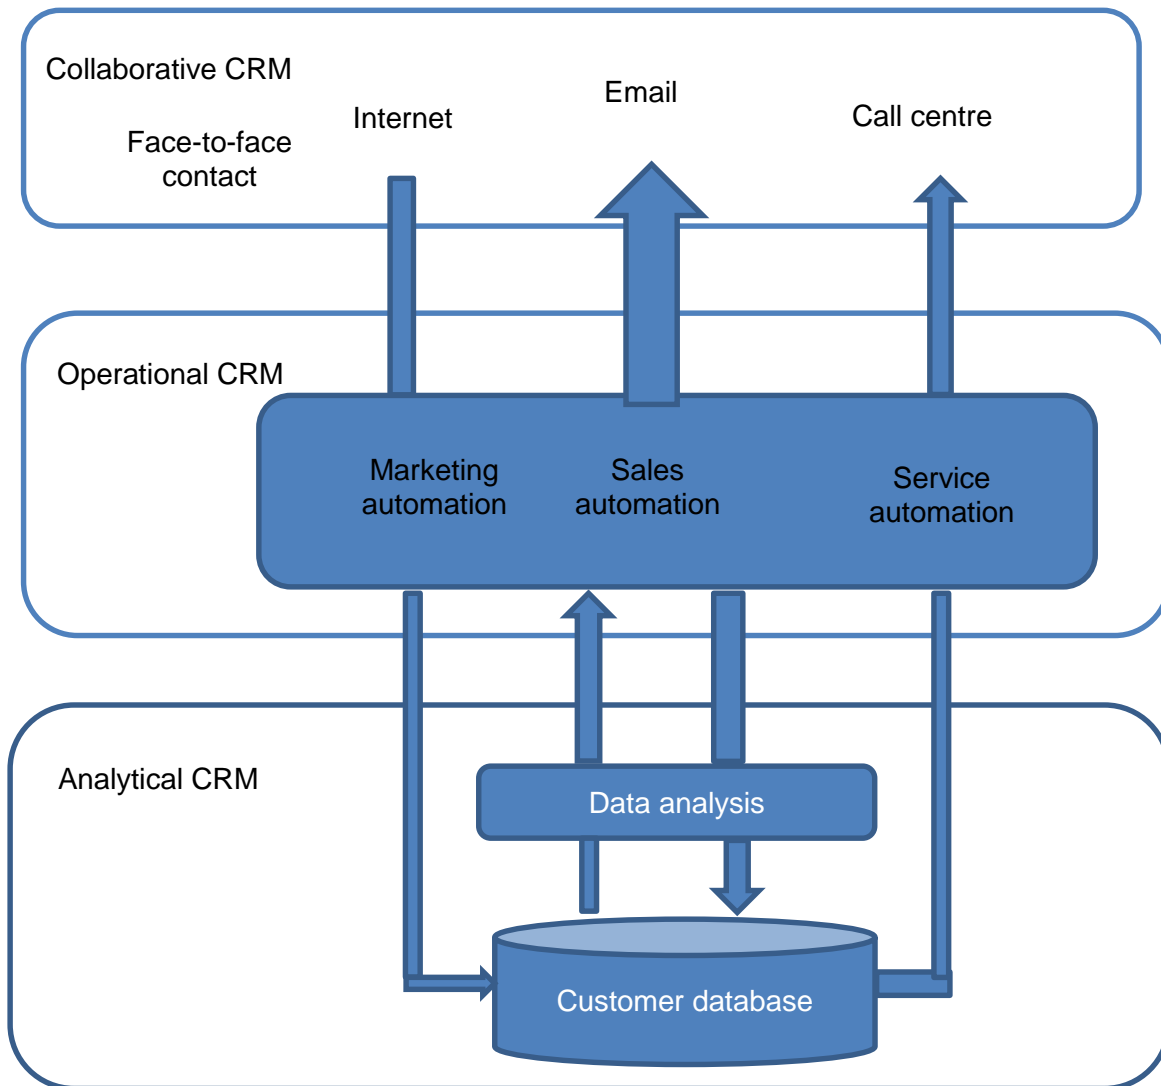 Collaborative CRM
Email
Internet
Call centre
Face-to-face
contact
Operational CRM
Marketing
automation
Sales
automation
Service
automation
Analytical CRM
Data analysis
Customer database